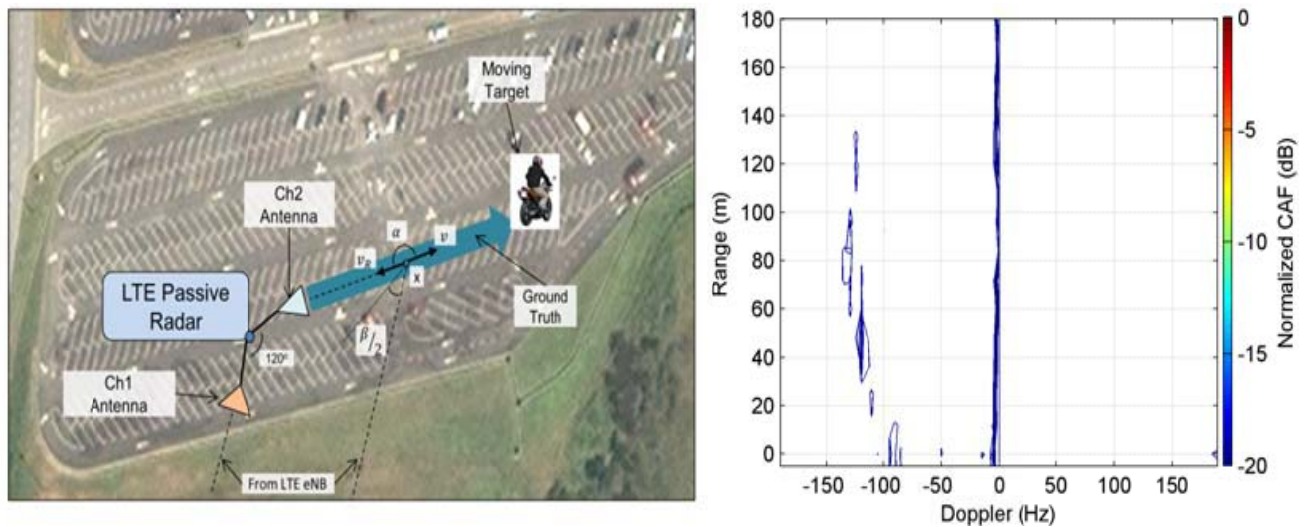 Moving
Target
Ch2
Antenna
α
v
v_R
x
LTE Passive
Radar
Ground
Truth
β/2
120°
Ch1
Antenna
From LTE eNB
180
160
140
120
100
80
60
40
20
0
Range (m)
-150
-100
-50
0
50
100
150
Doppler (Hz)
0
-5
-10
-15
-20
Normalized CAF (dB)